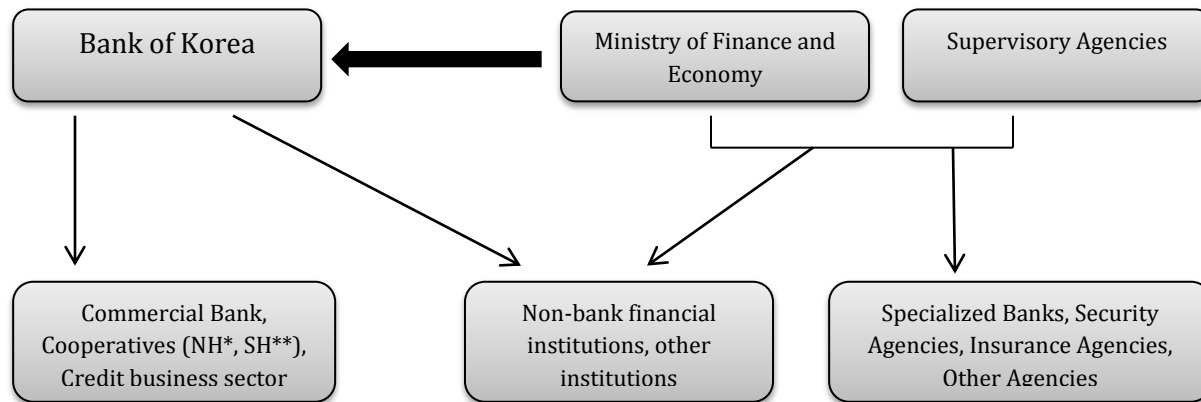 Bank of Korea
Ministry of Finance and
Economy
Supervisory Agencies
Commercial Bank,
Cooperatives (NH*, SH**),
Credit business sector
Non-bank financial
institutions, other
institutions
Specialized Banks, Security
Agencies, Insurance Agencies,
Other Agencies